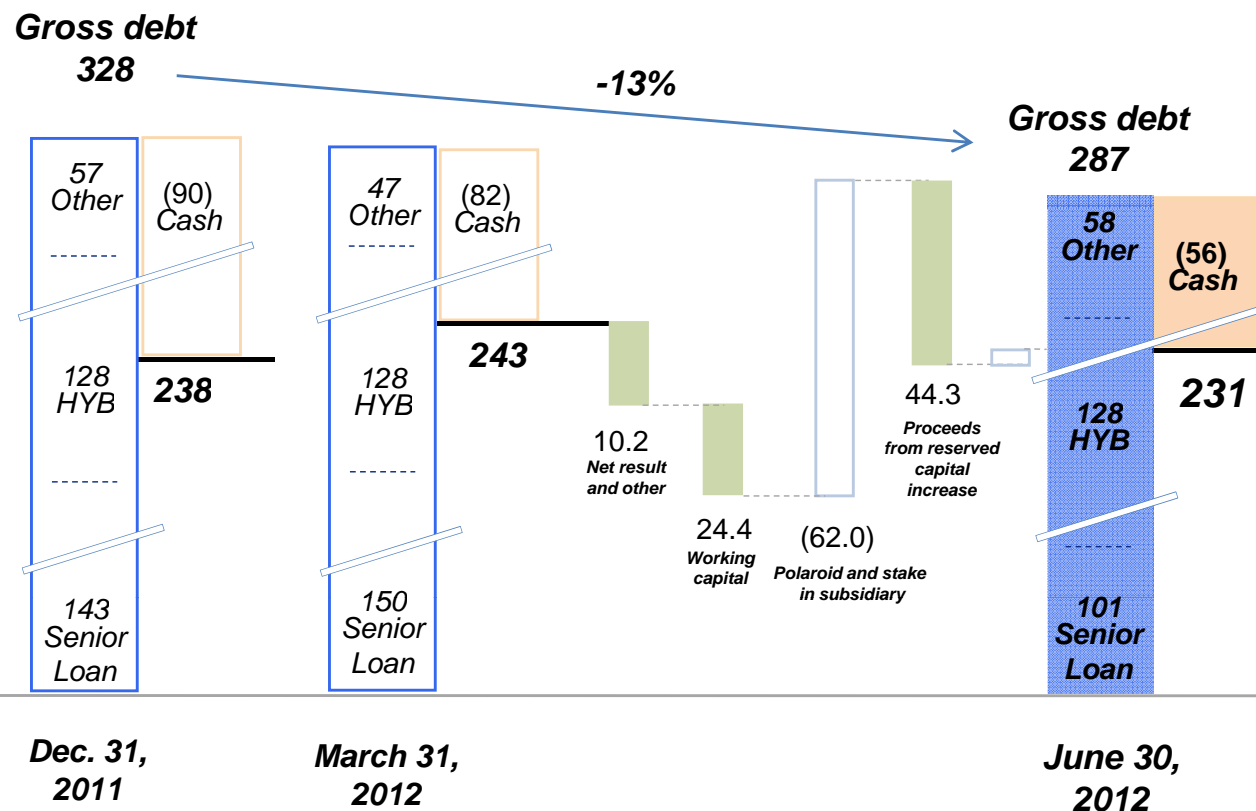 Gross debt
328
-13%
Gross debt
287
57
Other
(90)
Cash
128
HYB
238
143
Senior
Loan
47
Other
(82)
Cash
128
HYB
243
150
Senior
Loan
10.2
Net result
and other
24.4
Working
capital
(62.0)
Polaroid and stake
in subsidiary
44.3
Proceeds
from reserved
capital
increase
58
Other
(56)
Cash
128
HYB
231
101
Senior
Loan
Dec. 31,
2011
March 31,
2012
June 30,
2012